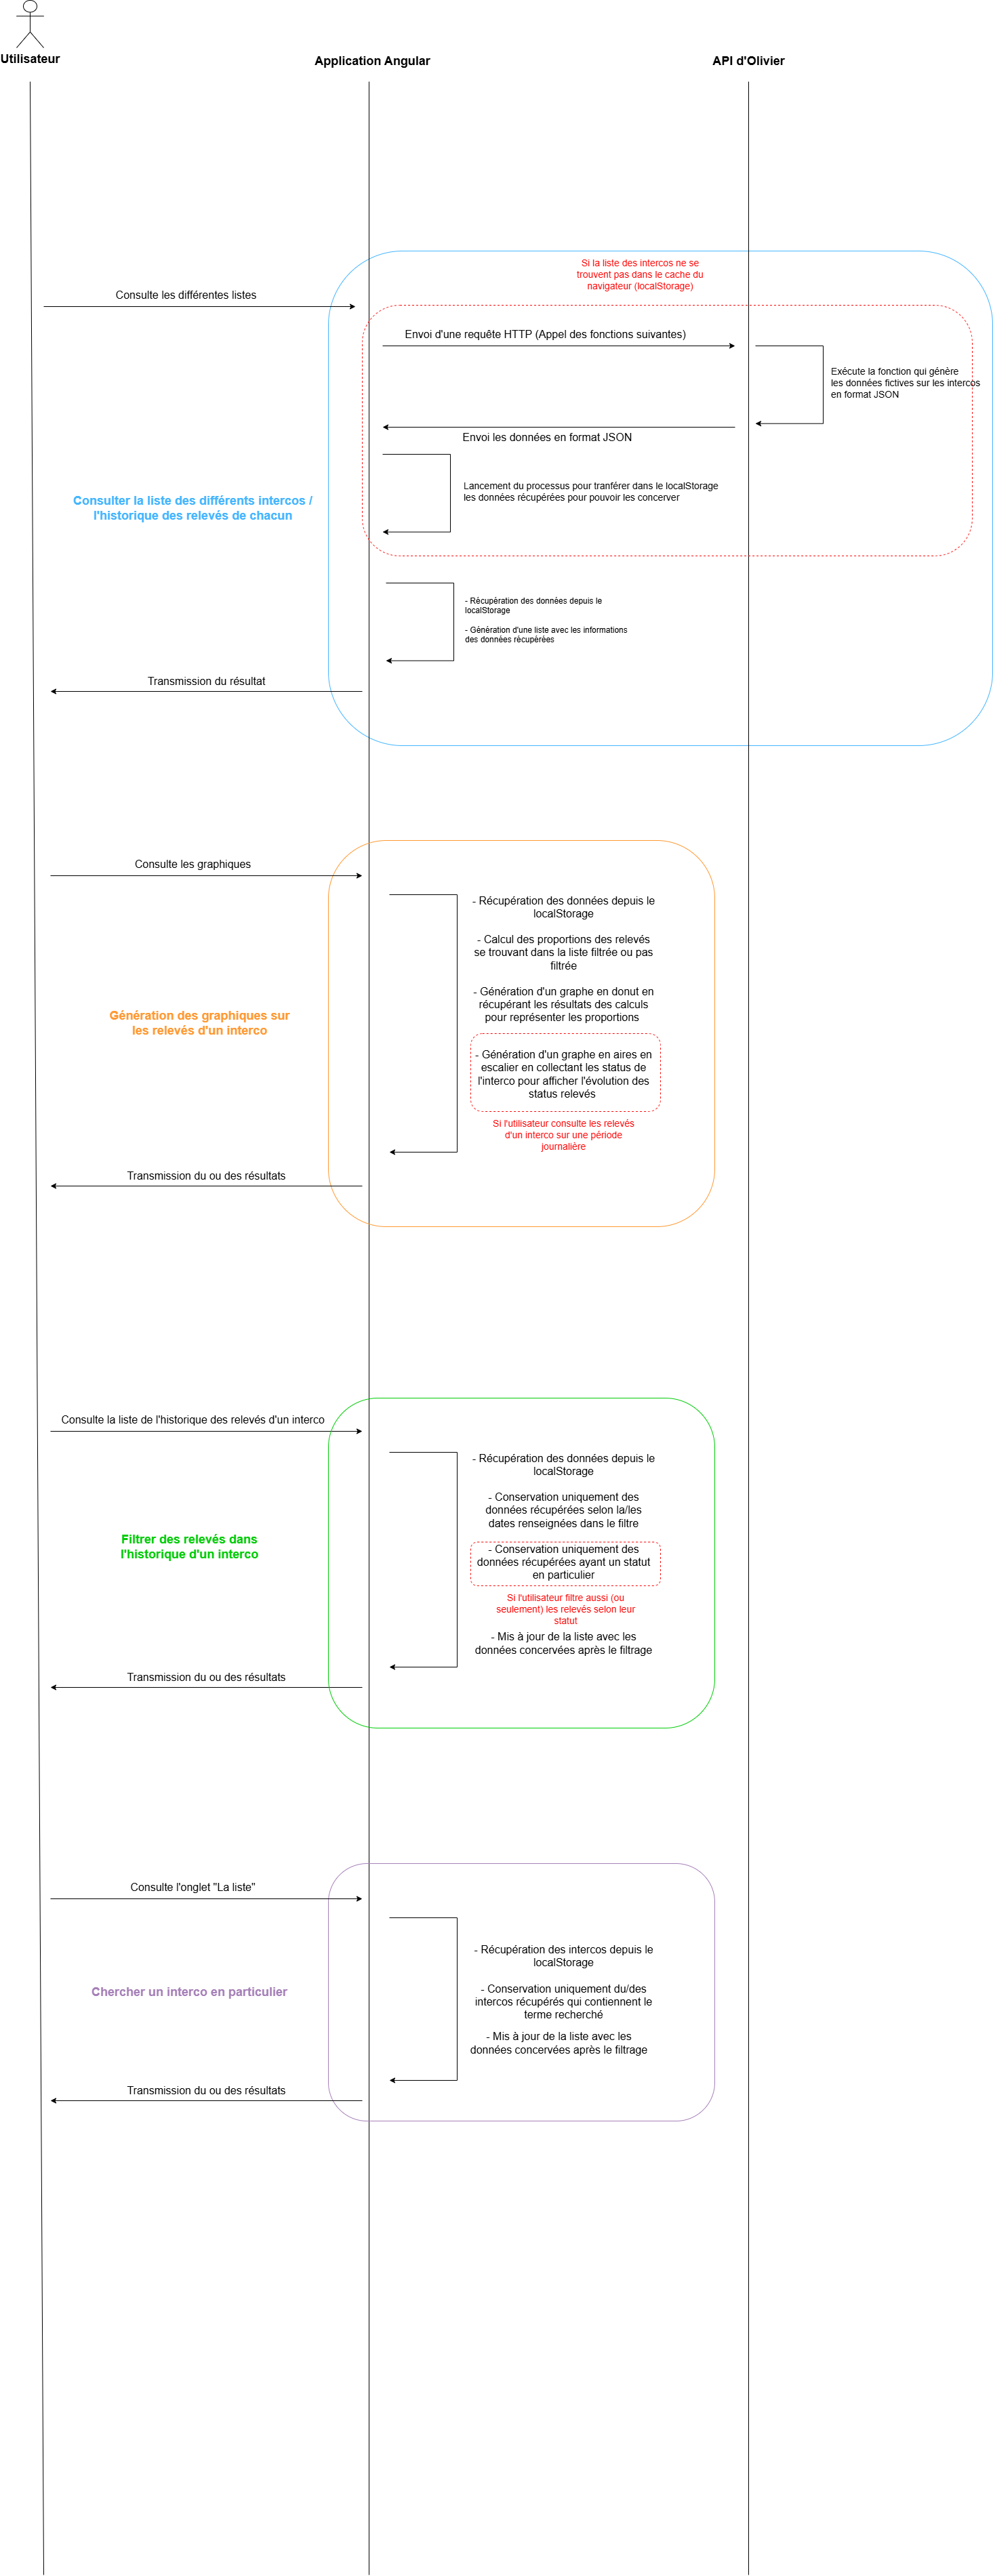 Utilisateur
Application Angular
API d'Olivier
Si la liste des intercos ne se
trouvent pas dans le cache du
navigateur (localStorage)
Consulte les différentes listes
Envoi d'une requête HTTP (Appel des fonctions suivantes)
Exécute la fonction qui génère
les données fictives sur les intercos
en format JSON
Envoi les données en format JSON
Lancement du processus pour tranférer dans le localStorage
les données récupérées pour pouvoir les concerver
Consulter la liste des différents intercos /
l'historique des relevés de chacun
- Récupération des données depuis le
localStorage
- Génération d'une liste avec les informations
des données récupérées
Transmission du résultat
Consulte les graphiques
- Récupération des données depuis le
localStorage
- Calcul des proportions des relevés
se trouvant dans la liste filtrée ou pas
filtrée
- Génération d'un graphe en donut en
récupérant les résultats des calculs
pour représenter les proportions
Génération des graphiques sur
les relevés d'un interco
- Génération d'un graphe en aires en
escalier en collectant les status de
l'interco pour afficher l'évolution des
status relevés
Si l'utilisateur consulte les relevés
d'un interco sur une période
journalière
Transmission du ou des résultats
Consulte la liste de l'historique des relevés d'un interco
- Récupération des données depuis le
localStorage
- Conservation uniquement des
données récupérées selon la/les
dates renseignées dans le filtre
Filtrer des relevés dans
l'historique d'un interco
- Conservation uniquement des
données récupérées ayant un statut
en particulier
Si l'utilisateur filtre aussi (ou
seulement) les relevés selon leur
statut
- Mis à jour de la liste avec les
données concervées après le filtrage
Transmission du ou des résultats
Consulte l'onglet "La liste"
- Récupération des intercos depuis le
localStorage
- Conservation uniquement du/des
intercos récupérés qui contiennent le
terme recherché
Chercher un interco en particulier
- Mis à jour de la liste avec les
données concervées après le filtrage
Transmission du ou des résultats